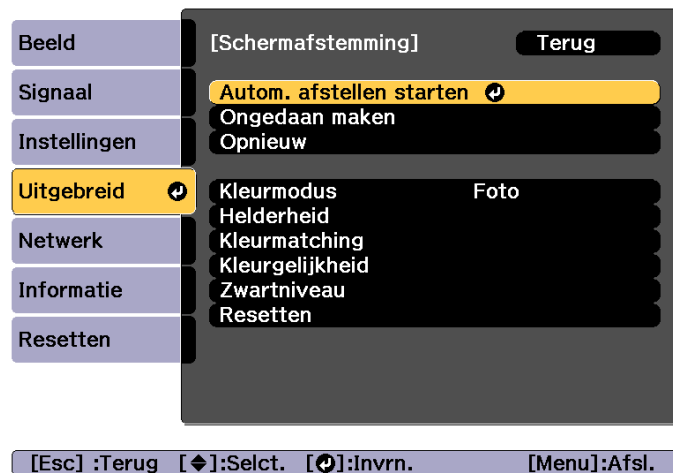 Beeld
Signaal
Instellingen
Uitgebreid
Netwerk
Informatie
Resetten
[Schermafstemming] Terug
Autom. afstellen starten
Ongedaan maken
Opnieuw
Kleurmodus Foto
Helderheid
Kleurmatching
Kleurgelijkheid
Zwartniveau
Resetten
[Esc] :Terug [◆]:Selct. [⏎]:Invrn. [Menu]:Afsl.